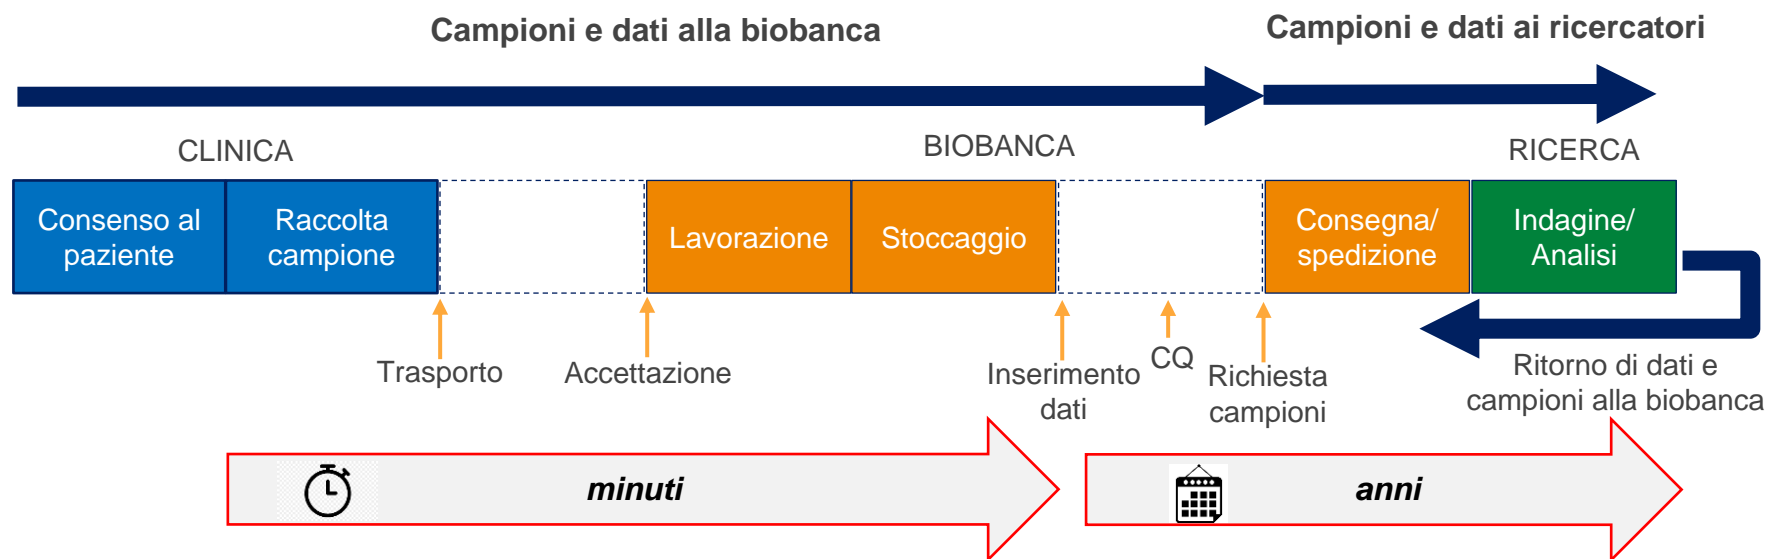 Campioni e dati alla biobanca
Campioni e dati ai ricercatori
CLINICA
BIOBANCA
RICERCA
Consenso al
paziente
Raccolta
campione
Lavorazione
Stoccaggio
Consegna/
spedizione
Indagine/
Analisi
Trasporto
Accettazione
Inserimento
dati
CQ
Richiesta
campioni
Ritorno di dati e
campioni alla biobanca
minuti
anni